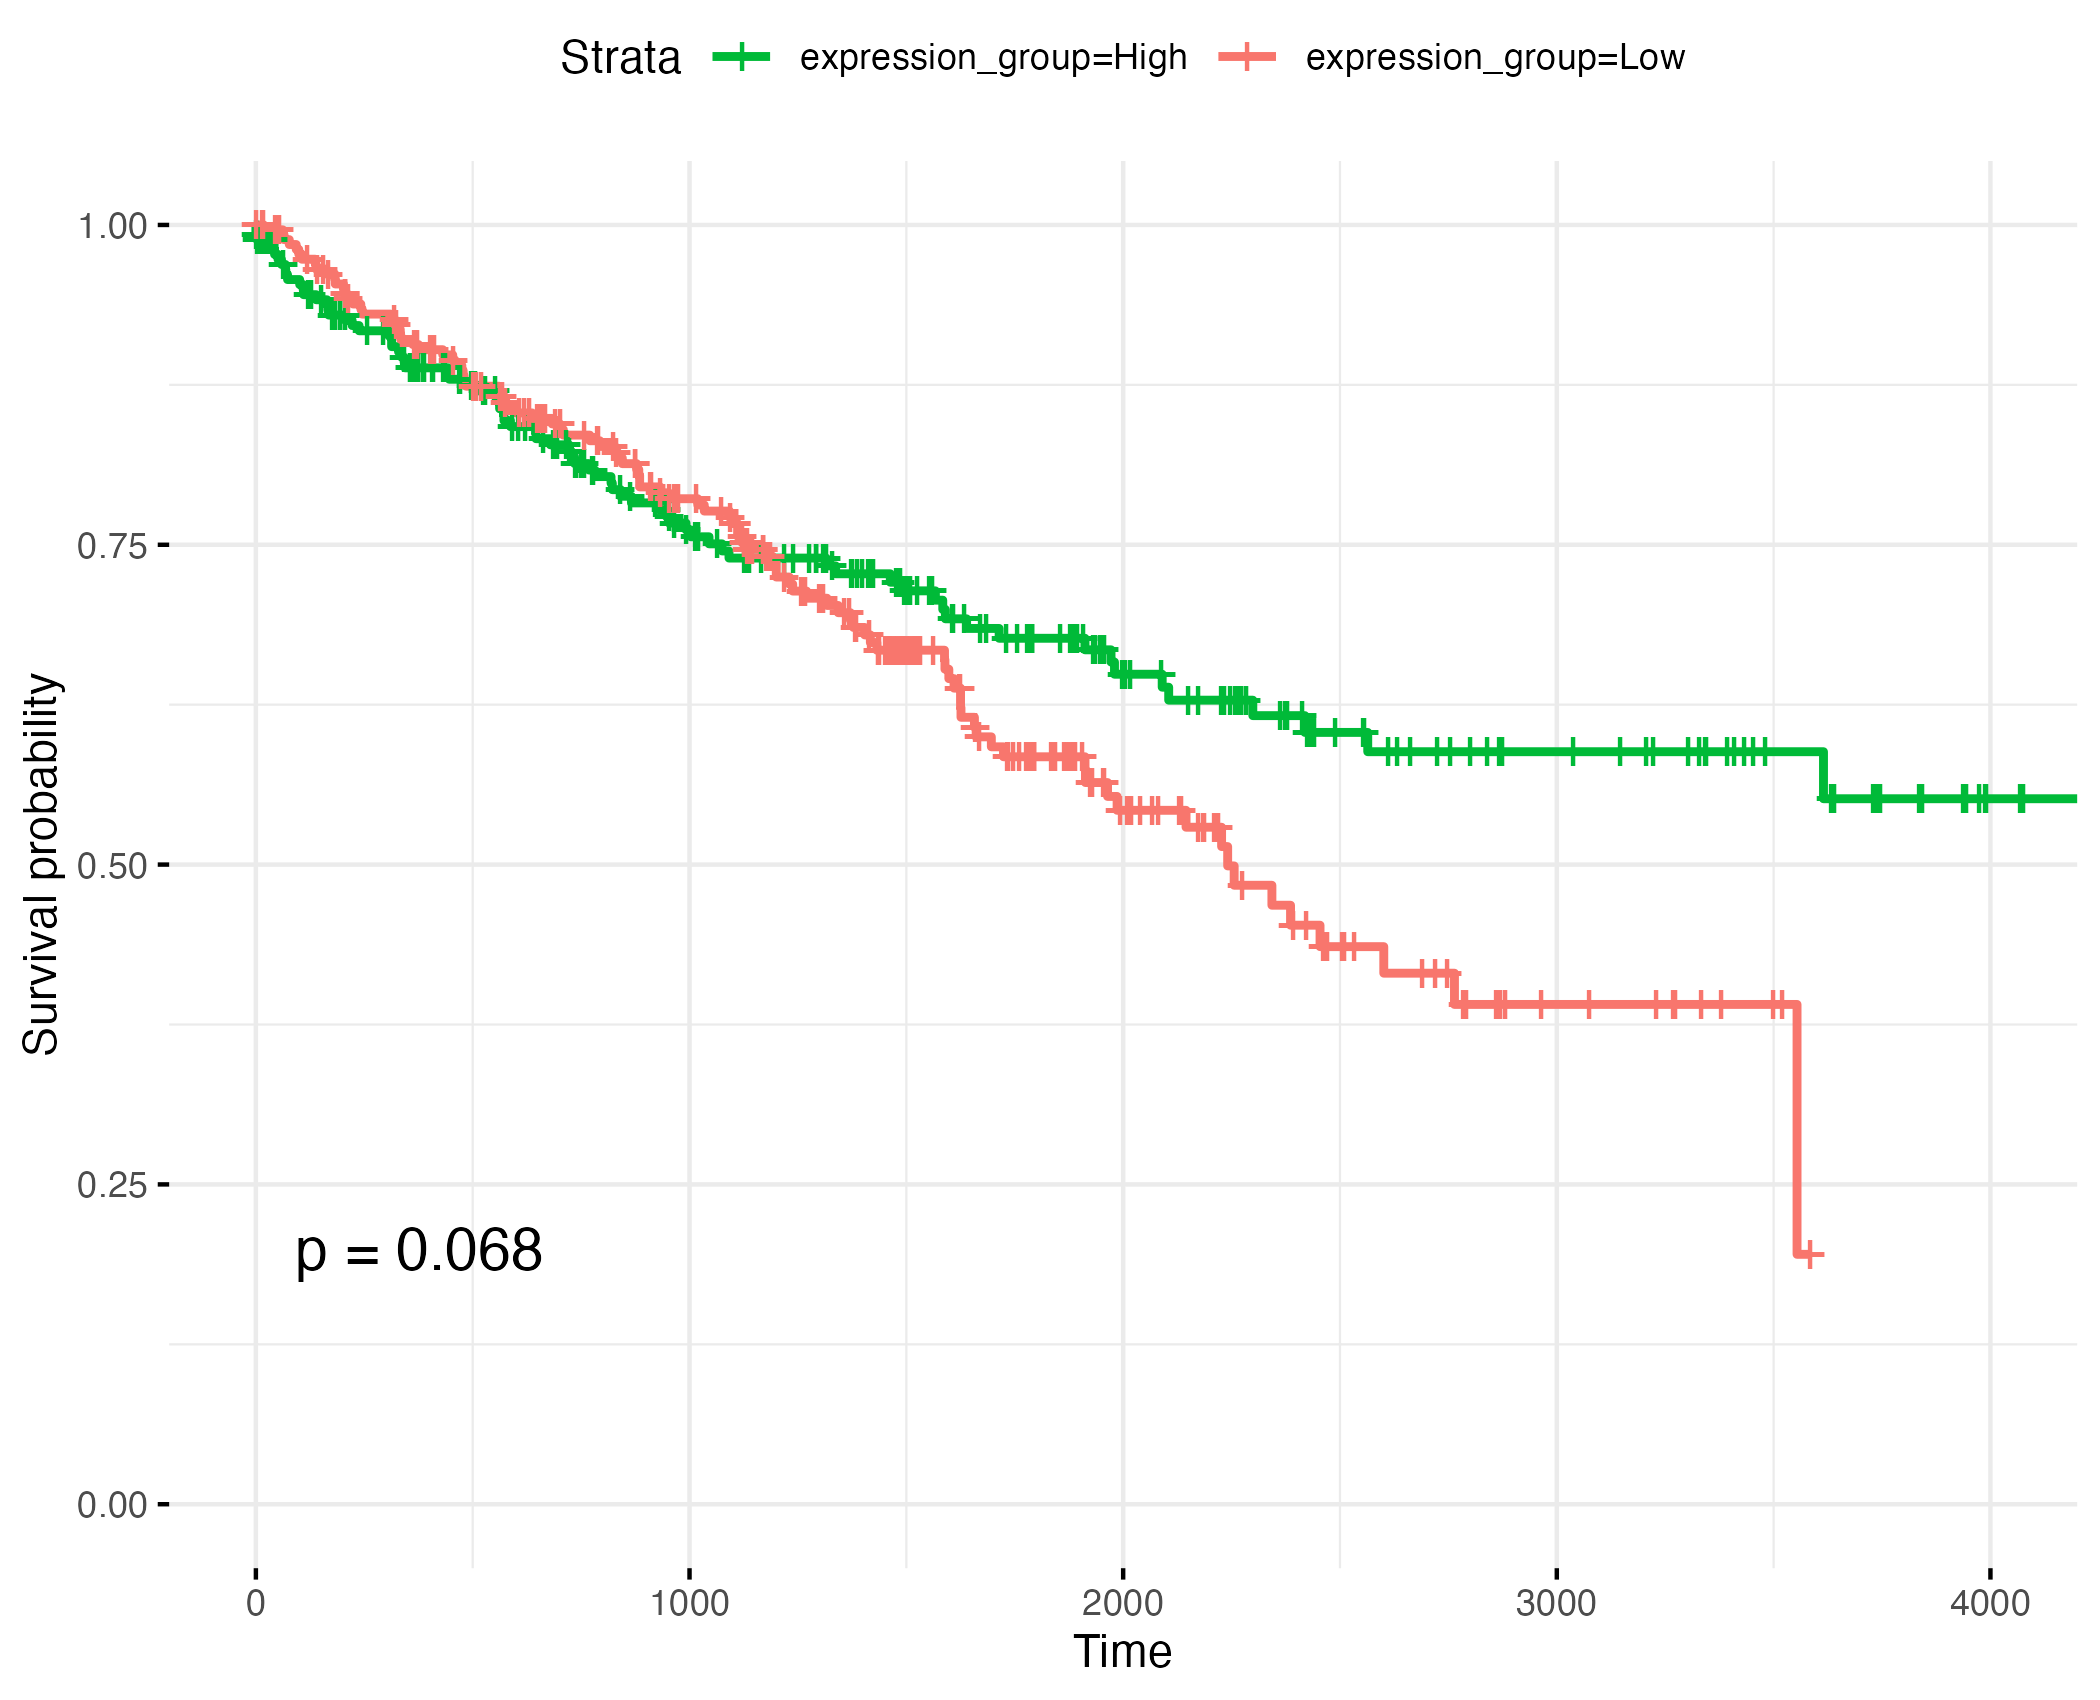 Strata expression_group=High expression_group=Low
1.00
0.75
0.50
0.25
0.00
Survival probability
p = 0.068
0 1000 2000 3000 4000
Time